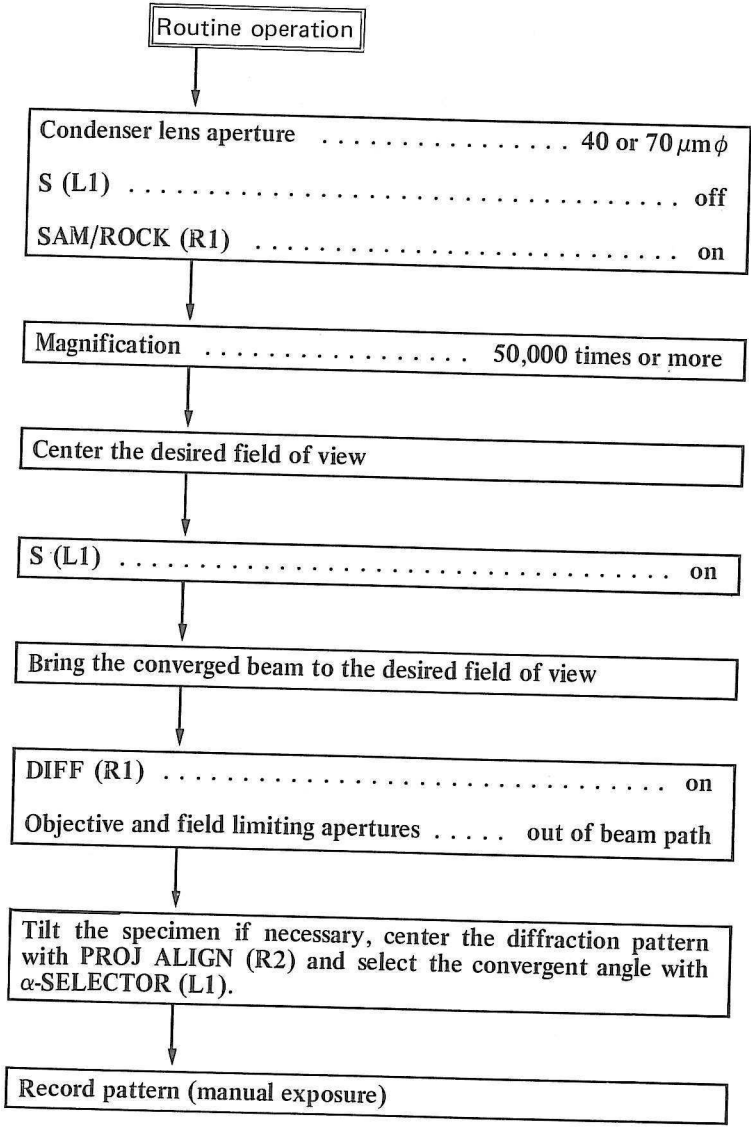 Routine operation
Condenser lens aperture . . . . . . . . . . . . . . . . 40 or 70 μmϕ
S (L1) . . . . . . . . . . . . . . . . . . . . . . . . . . . . . . . . . off
SAM/ROCK (R1) . . . . . . . . . . . . . . . . . . . . . . . . on
Magnification . . . . . . . . . . . . . . . . . 50,000 times or more
Center the desired field of view
S (L1) . . . . . . . . . . . . . . . . . . . . . . . . . . . . . . . . on
Bring the converged beam to the desired field of view
DIFF (R1) . . . . . . . . . . . . . . . . . . . . . . . . . . . . . on
Objective and field limiting apertures . . . . . out of beam path
Tilt the specimen if necessary, center the diffraction pattern
with PROJ ALIGN (R2) and select the convergent angle with
α-SELECTOR (L1).
Record pattern (manual exposure)